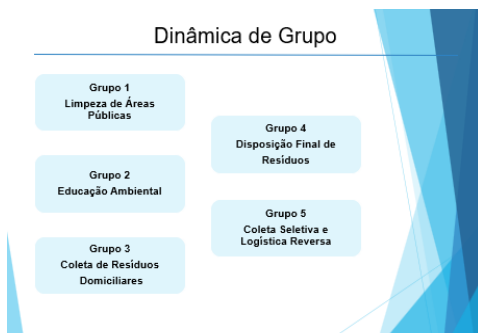 Dinâmica de Grupo
Grupo 1
Limpeza de Áreas
Públicas
Grupo 2
Educação Ambiental
Grupo 3
Coleta de Resíduos
Domiciliares
Grupo 4
Disposição Final de
Resíduos
Grupo 5
Coleta Seletiva e
Logística Reversa